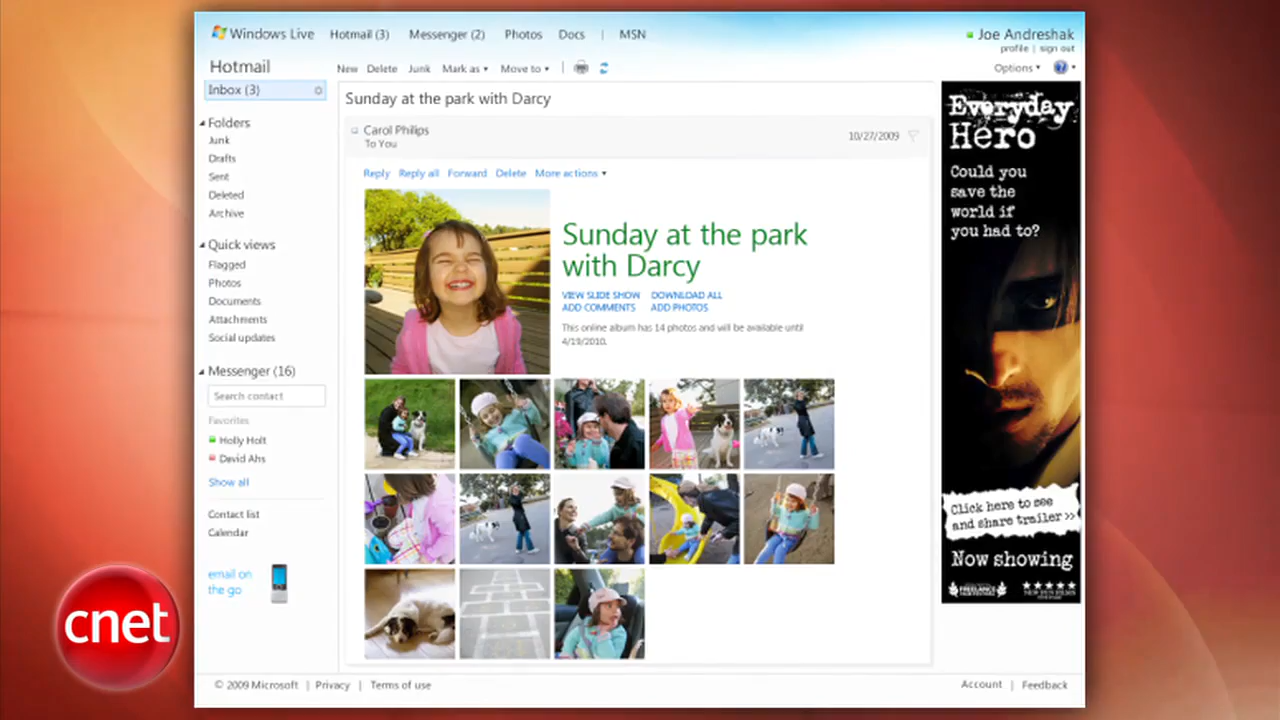 Windows Live Hotmail (3) Messenger (2) Photos Docs | MSN
Joe Andreshak
profile | sign out
Hotmail
New Delete Junk Mark as Move to
Options
Inbox (3)
Folders
Junk
Drafts
Sent
Deleted
Archive
Quick views
Flagged
Photos
Documents
Attachments
Social updates
Messenger (16)
Search contact
Favorites
Holly Holt
David Ahs
Show all
Contact list
Calendar
email on
the go
Sunday at the park with Darcy
Carol Philips
To You
10/27/2009
Reply Reply all Forward Delete More actions
Sunday at the park
with Darcy
VIEW SLIDE SHOW DOWNLOAD ALL
ADD COMMENTS ADD PHOTOS
This online album has 14 photos and will be available until
4/19/2010.
Everyday
Hero
Could you
save the
world if
you had to?
Click here to see
and share trailer >>
Now showing
© 2009 Microsoft | Privacy | Terms of use
Account | Feedback
cnet